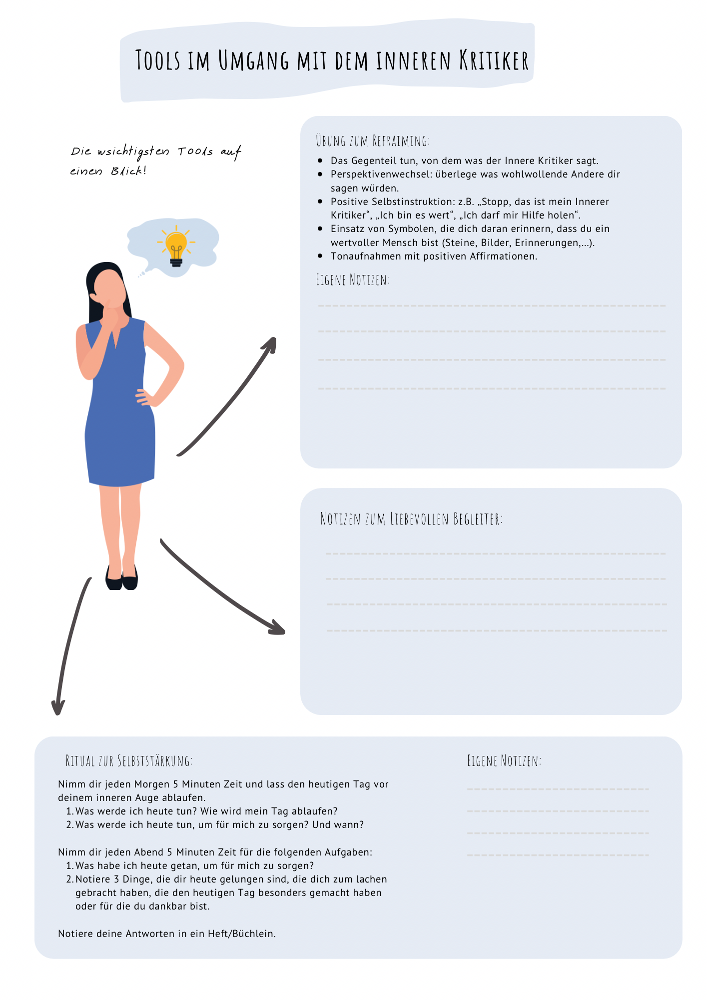 Tools im Umgang mit dem inneren Kritiker
Die wsichtigsten Tools auf
einen Blick!
Übung zum Refraiming:
• Das Gegenteil tun, von dem was der Innere Kritiker sagt.
• Perspektivenwechsel: überlege was wohlwollende Andere dir
sagen würden.
• Positive Selbstinstruktion: z.B. „Stopp, das ist mein Innerer
Kritiker“, „Ich bin es wert“, „Ich darf mir Hilfe holen“.
• Einsatz von Symbolen, die dich daran erinnern, dass du ein
wertvoller Mensch bist (Steine, Bilder, Erinnerungen,...).
• Tonaufnahmen mit positiven Affirmationen.
Eigene Notizen:
Notizen zum Liebevollen Begleiter:
Ritual zur Selbststärkung:
Nimm dir jeden Morgen 5 Minuten Zeit und lass den heutigen Tag vor
deinem inneren Auge ablaufen.
1. Was werde ich heute tun? Wie wird mein Tag ablaufen?
2. Was werde ich heute tun, um für mich zu sorgen? Und wann?
Nimm dir jeden Abend 5 Minuten Zeit für die folgenden Aufgaben:
1. Was habe ich heute getan, um für mich zu sorgen?
2. Notiere 3 Dinge, die dir heute gelungen sind, die dich zum lachen
gebracht haben, die den heutigen Tag besonders gemacht haben
oder für die du dankbar bist.
Notiere deine Antworten in ein Heft/Büchlein.
Eigene Notizen: